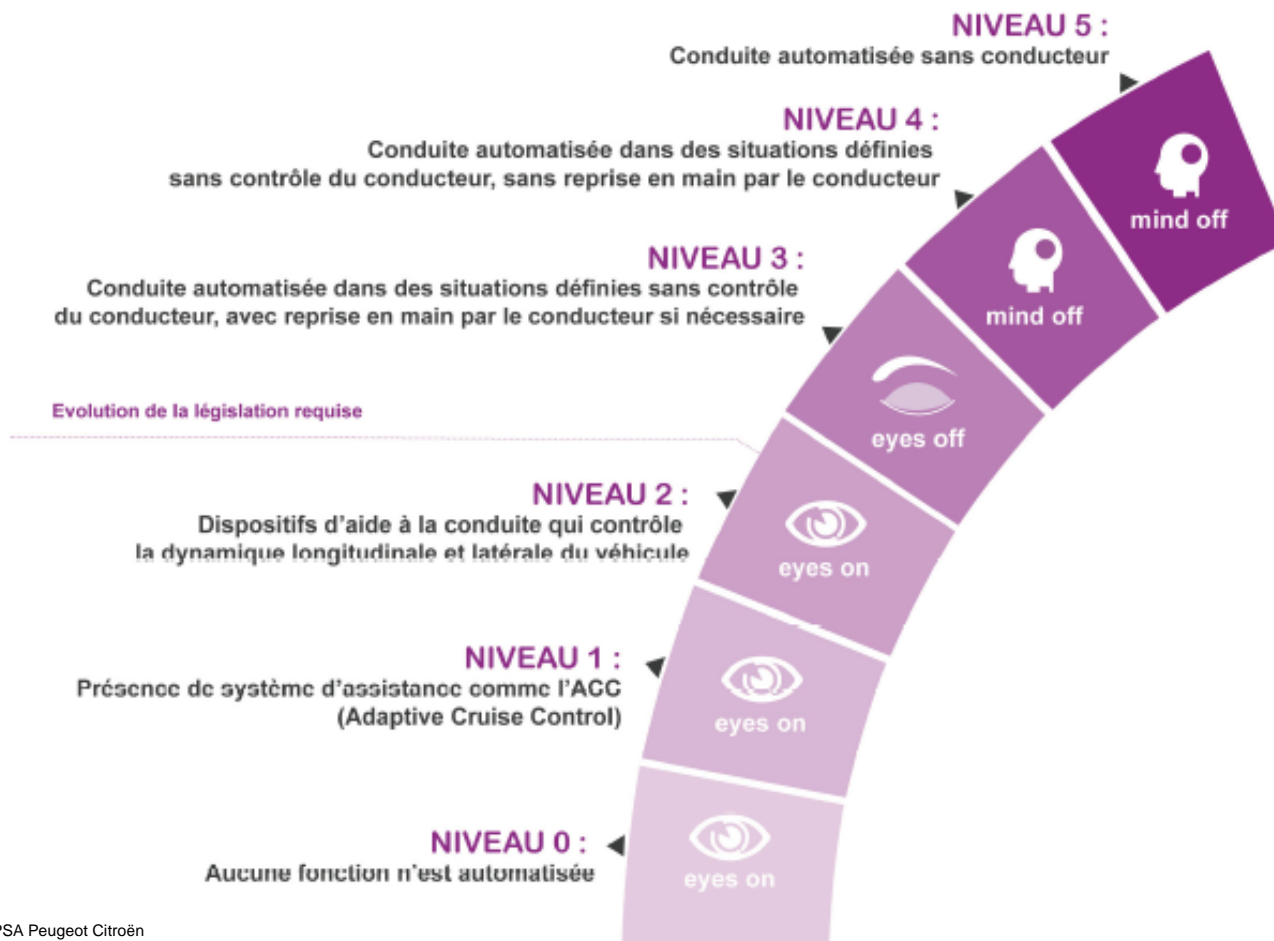 NIVEAU 5 :
Conduite automatisée sans conducteur
mind off
NIVEAU 4 :
Conduite automatisée dans des situations définies
sans contrôle du conducteur, sans reprise en main par le conducteur
mind off
NIVEAU 3 :
Conduite automatisée dans des situations définies sans contrôle
du conducteur, avec reprise en main par le conducteur si nécessaire
eyes off
Evolution de la législation requise
NIVEAU 2 :
Dispositifs d'aide à la conduite qui contrôle
la dynamique longitudinale et latérale du véhicule
eyes on
NIVEAU 1 :
Présence de système d'assistance comme l'ACC
(Adaptive Cruise Control)
eyes on
NIVEAU 0 :
Aucune fonction n'est automatisée
eyes on
PSA Peugeot Citroën